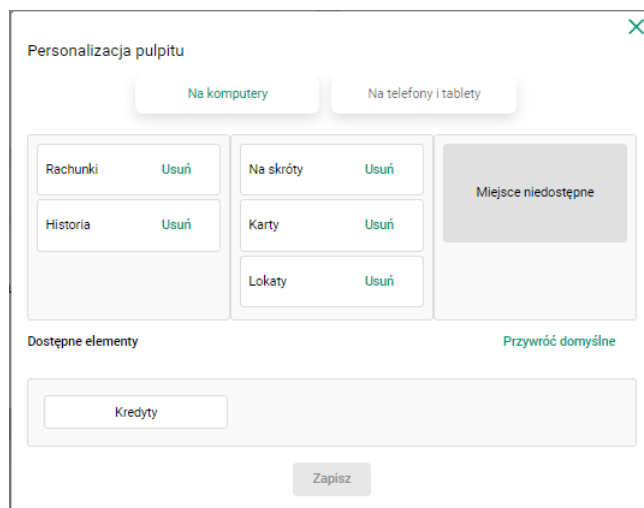 Personalizacja pulpitu
Na komputery
Na telefony i tablety
Rachunki Usuń
Historia Usuń
Na skróty Usuń
Karty Usuń
Lokaty Usuń
Miejsce niedostępne
Dostępne elementy
Przywróć domyślne
Kredyty
Zapisz